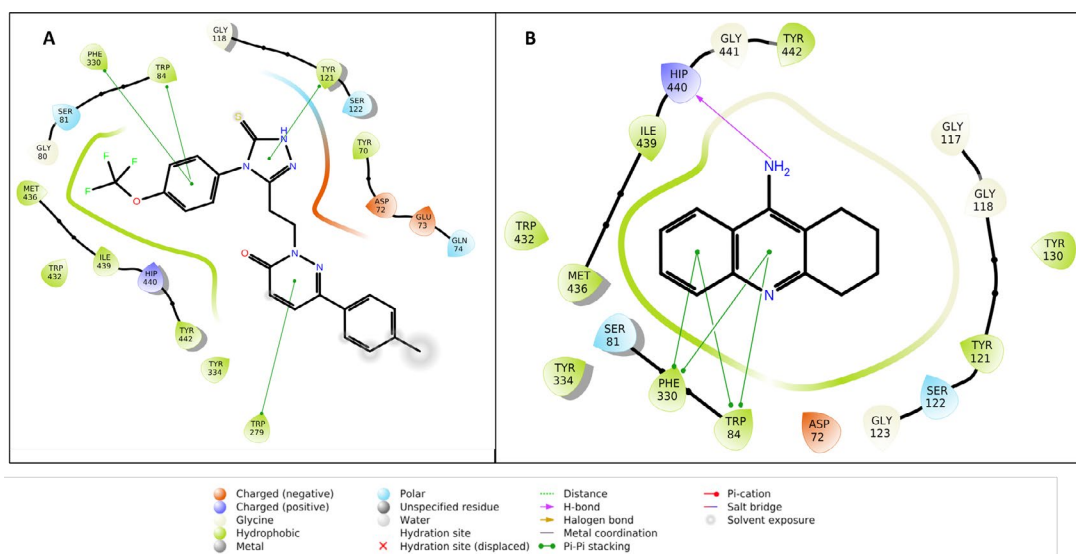 A
GLY
118
PHE
330
TRP
84
TYR
121
SER
122
SER
81
GLY
80
S
H
N
N
N
TYR
70
F
F
F
O
MET
436
ASP
72
GLU
73
GLN
74
O
N
N
TRP
432
ILE
439
HIP
440
TYR
442
TYR
334
TRP
279
B
GLY
441
TYR
442
HIP
440
ILE
439
GLY
117
NH2
GLY
118
TRP
432
TYR
130
MET
436
N
SER
81
TYR
121
TYR
334
PHE
330
SER
122
TRP
84
ASP
72
GLY
123
Charged (negative)
Charged (positive)
Glycine
Hydrophobic
Metal
Polar
Unspecified residue
Water
Hydration site
Hydration site (displaced)
Distance
H-bond
Halogen bond
Metal coordination
Pi-Pi stacking
Pi-cation
Salt bridge
Solvent exposure